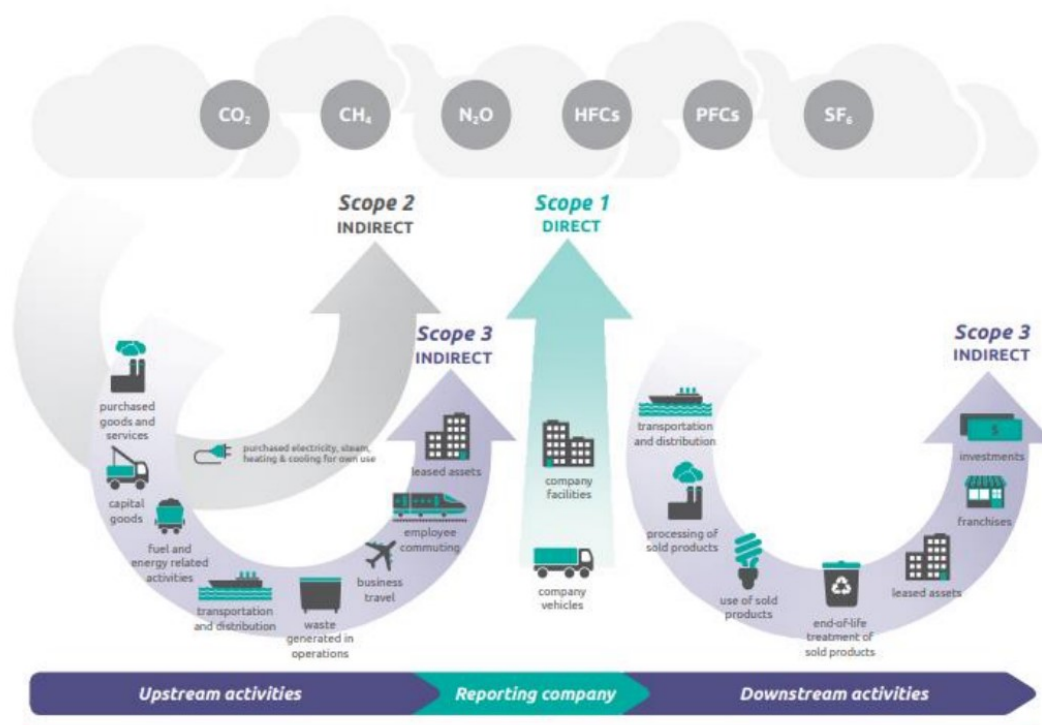 CO₂
CH₄
N₂O
HFCs
PFCs
SF₆
Scope 2
INDIRECT
Scope 1
DIRECT
Scope 3
INDIRECT
Scope 3
INDIRECT
purchased
goods and
services
capital
goods
fuel and
energy related
activities
purchased electricity, steam,
heating & cooling for own use
transportation
and distribution
waste
generated in
operations
business
travel
employee
commuting
leased assets
company
facilities
company
vehicles
transportation
and distribution
processing of
sold products
use of sold
products
end-of-life
treatment of
sold products
leased assets
franchises
$
investments
Upstream activities
Reporting company
Downstream activities